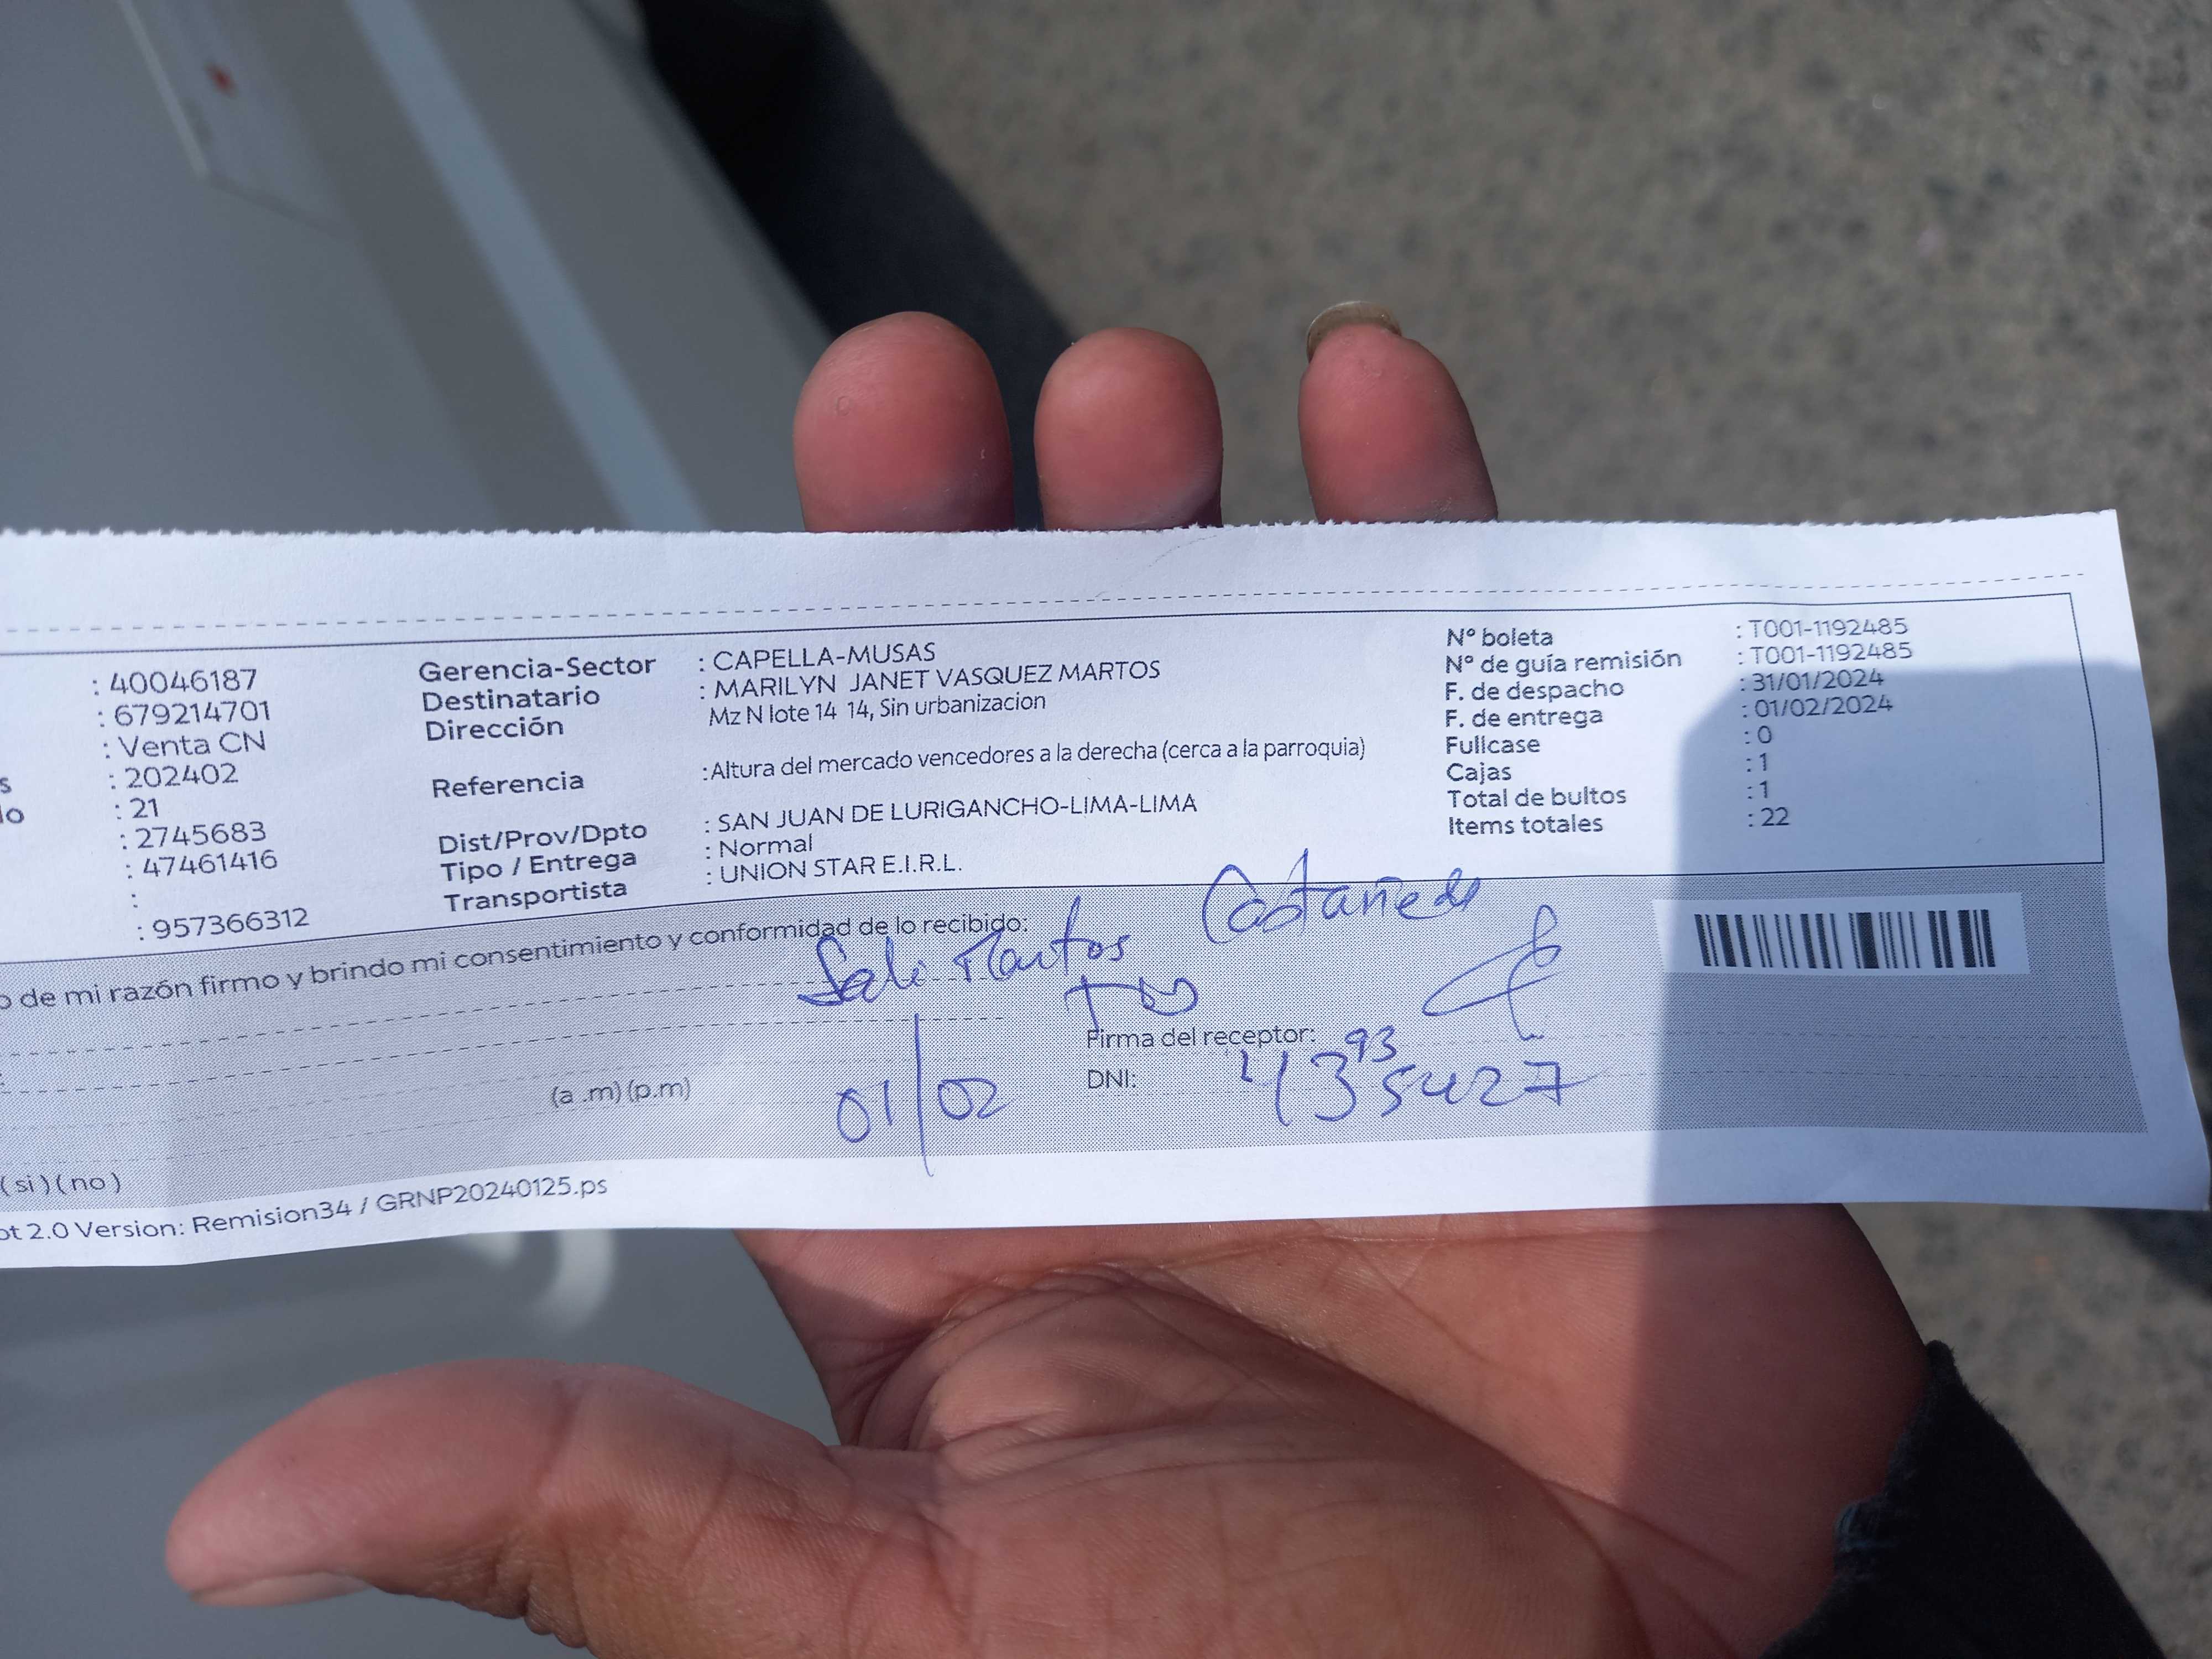 : 40046187
: 679214701
: Venta CN
s : 202402
lo : 21
: 2745683
: 47461416
:
: 957366312
Gerencia-Sector : CAPELLA-MUSAS
Destinatario : MARILYN JANET VASQUEZ MARTOS
Dirección Mz N lote 14 14, Sin urbanizacion
Referencia : Altura del mercado vencedores a la derecha (cerca a la parroquia)
Dist/Prov/Dpto : SAN JUAN DE LURIGANCHO-LIMA-LIMA
Tipo / Entrega : Normal
Transportista : UNION STAR E.I.R.L.
N° boleta : T001-1192485
N° de guía remisión : T001-1192485
F. de despacho : 31/01/2024
F. de entrega : 01/02/2024
Fullcase : 0
Cajas : 1
Total de bultos : 1
Items totales : 22
o de mi razón firmo y brindo mi consentimiento y conformidad de lo recibido:
Martos Castañeda
Firma del receptor:
DNI:
(a .m) (p.m) 01/02
(si) (no)
ot 2.0 Version: Remision34 / GRNP20240125.ps